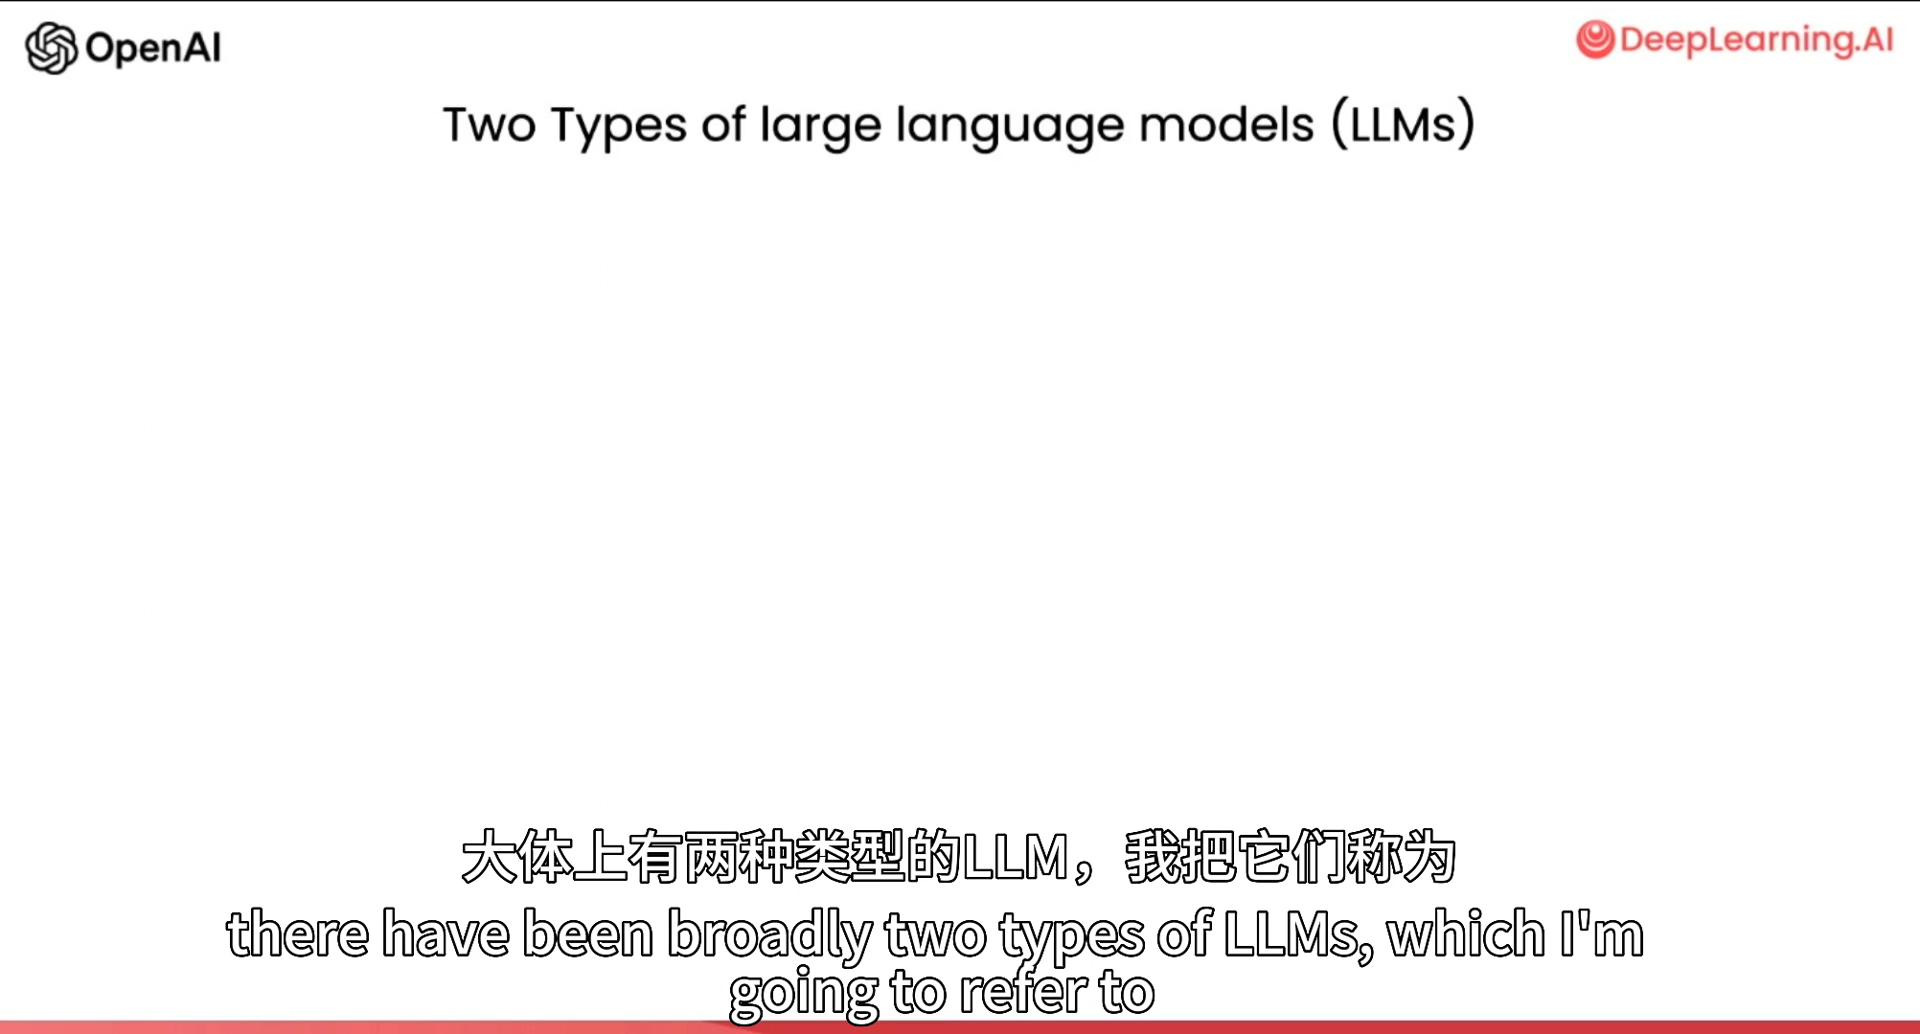 OpenAI
DeepLearning.AI
Two Types of large language models (LLMs)
大体上有两种类型的LLM，我把它们称为
there have been broadly two types of LLMs, which I'm
going to refer to